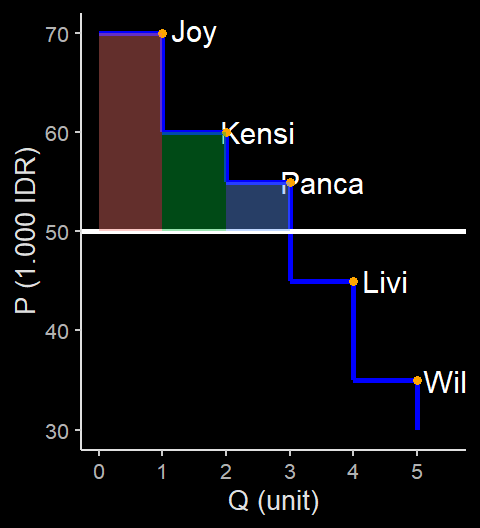 70
Joy
60
Kensi
Panca
50
Livi
40
Wil
30
P (1.000 IDR)
0 1 2 3 4 5
Q (unit)